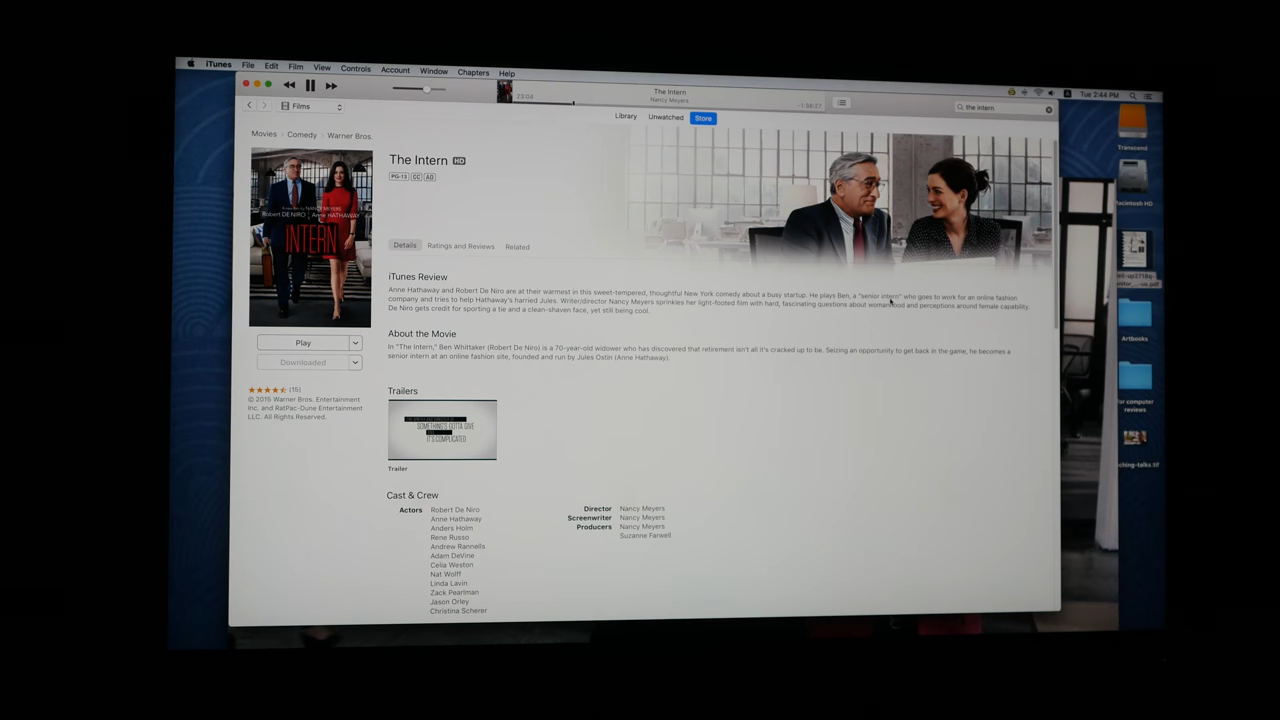 iTunes File Edit Film View Controls Account Window Chapters Help
Tue 2:44 PM
The Intern
Nancy Meyers
23:04
-1:38:27
Films
the intern
Library Unwatched Store
Movies Comedy Warner Bros.
The Intern HD
PG-13 CC AD
Robert DE NIRO Anne HATHAWAY
INTERN
Details Ratings and Reviews Related
iTunes Review
Anne Hathaway and Robert De Niro are at their warmest in this sweet-tempered, thoughtful New York comedy about a busy startup. He plays Ben, a "senior intern" who goes to work for an online fashion
company and tries to help Hathaway's harried Jules. Writer/director Nancy Meyers sprinkles her light-footed film with hard, fascinating questions about womanhood and perceptions around female capability.
De Niro gets credit for sporting a tie and a clean-shaven face, yet still being cool.
About the Movie
In "The Intern," Ben Whittaker (Robert De Niro) is a 70-year-old widower who has discovered that retirement isn't all it's cracked up to be. Seizing an opportunity to get back in the game, he becomes a
senior intern at an online fashion site, founded and run by Jules Ostin (Anne Hathaway).
Play
Downloaded
(15)
© 2015 Warner Bros. Entertainment
Inc. and RatPac-Dune Entertainment
LLC. All Rights Reserved.
Trailers
SOMETHING'S GOTTA GIVE
IT'S COMPLICATED
Trailer
Cast & Crew
Actors Robert De Niro
Anne Hathaway
Anders Holm
Rene Russo
Andrew Rannells
Adam DeVine
Celia Weston
Nat Wolff
Linda Lavin
Zack Pearlman
Jason Orley
Christina Scherer
Director Nancy Meyers
Screenwriter Nancy Meyers
Producers Nancy Meyers
Suzanne Farwell
Transcend
Macintosh HD
Artbooks
for computer
reviews
ching-talks.tif